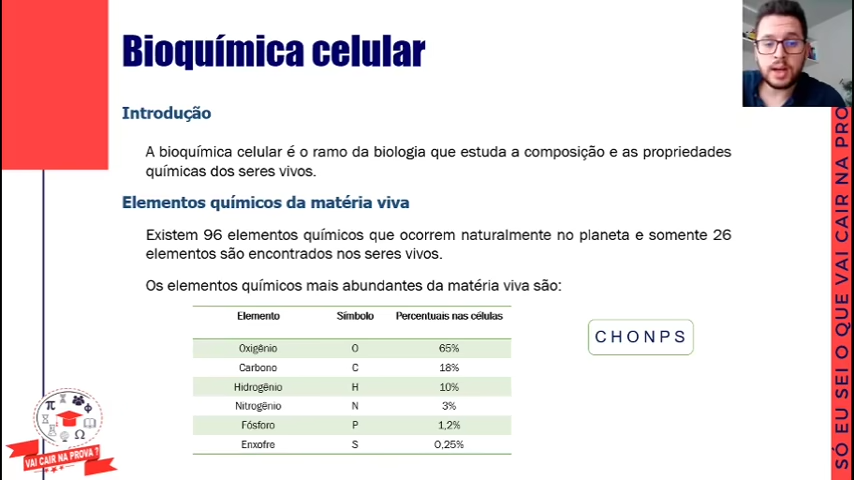 Bioquímica celular
Introdução
A bioquímica celular é o ramo da biologia que estuda a composição e as propriedades
químicas dos seres vivos.
Elementos químicos da matéria viva
Existem 96 elementos químicos que ocorrem naturalmente no planeta e somente 26
elementos são encontrados nos seres vivos.
Os elementos químicos mais abundantes da matéria viva são:
Elemento Símbolo Percentuais nas células
Oxigênio O 65%
Carbono C 18%
Hidrogênio H 10%
Nitrogênio N 3%
Fósforo P 1,2%
Enxofre S 0,25%
C H O N P S
VAI CAIR NA PROVA ?
SÓ EU SEI O QUE VAI CAIR NA PRO